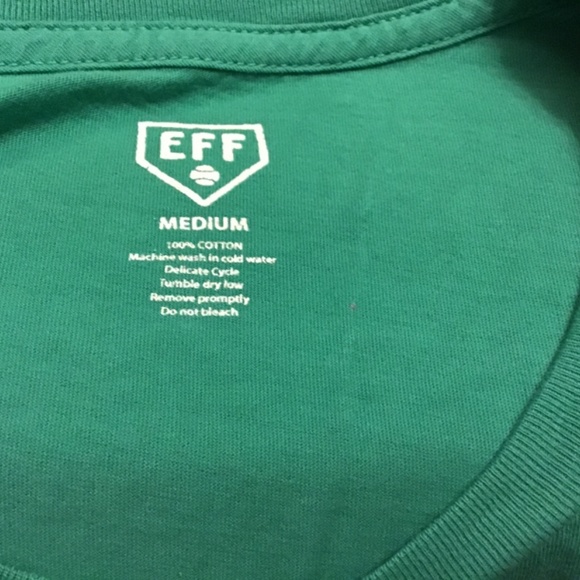 EFF
MEDIUM
100% COTTON
Machine wash in cold water
Delicate Cycle
Tumble dry low
Remove promptly
Do not bleach